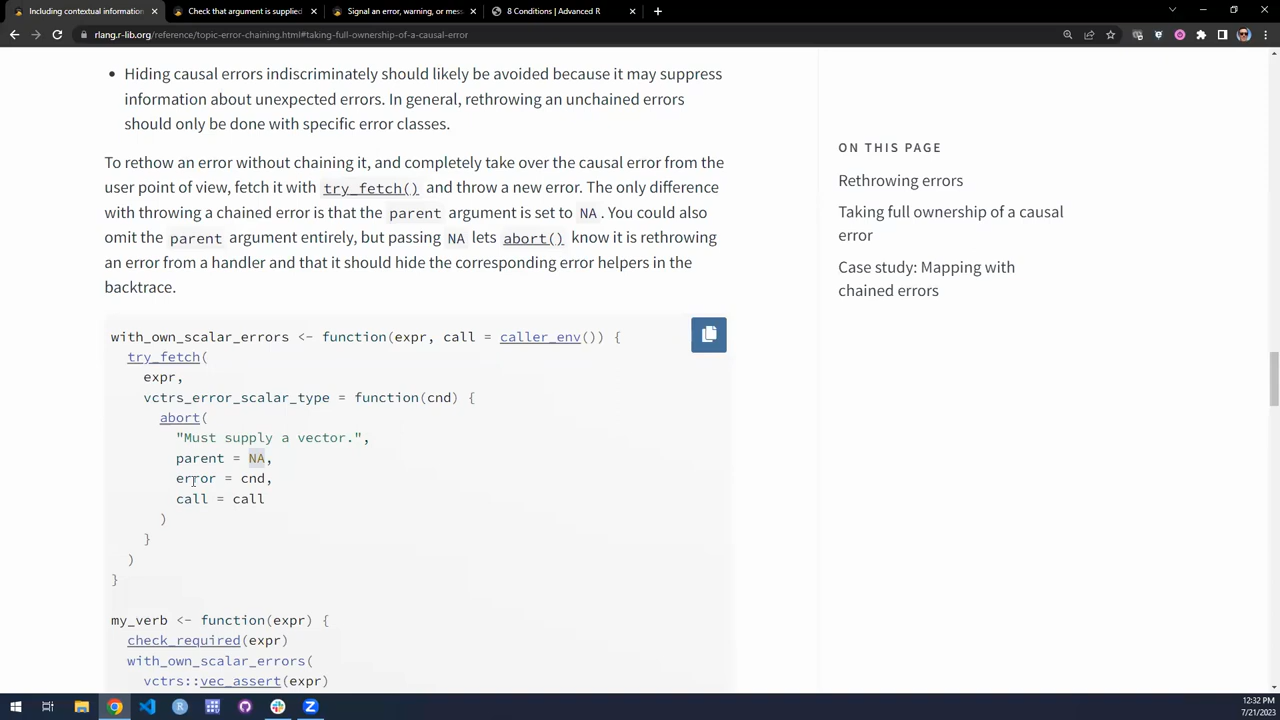 Including contextual information
Check that argument is supplied
Signal an error, warning, or mess
8 Conditions | Advanced R
rlang.r-lib.org/reference/topic-error-chaining.html#taking-full-ownership-of-a-causal-error
• Hiding causal errors indiscriminately should likely be avoided because it may suppress
information about unexpected errors. In general, rethrowing an unchained errors
should only be done with specific error classes.
To rethow an error without chaining it, and completely take over the causal error from the
user point of view, fetch it with try_fetch() and throw a new error. The only difference
with throwing a chained error is that the parent argument is set to NA. You could also
omit the parent argument entirely, but passing NA lets abort() know it is rethrowing
an error from a handler and that it should hide the corresponding error helpers in the
backtrace.
with_own_scalar_errors <- function(expr, call = caller_env()) {
try_fetch(
expr,
vctrs_error_scalar_type = function(cnd) {
abort(
"Must supply a vector.",
parent = NA,
error = cnd,
call = call
)
}
)
}
my_verb <- function(expr) {
check_required(expr)
with_own_scalar_errors(
vctrs::vec_assert(expr)
ON THIS PAGE
Rethrowing errors
Taking full ownership of a causal
error
Case study: Mapping with
chained errors
12:32 PM
7/21/2023